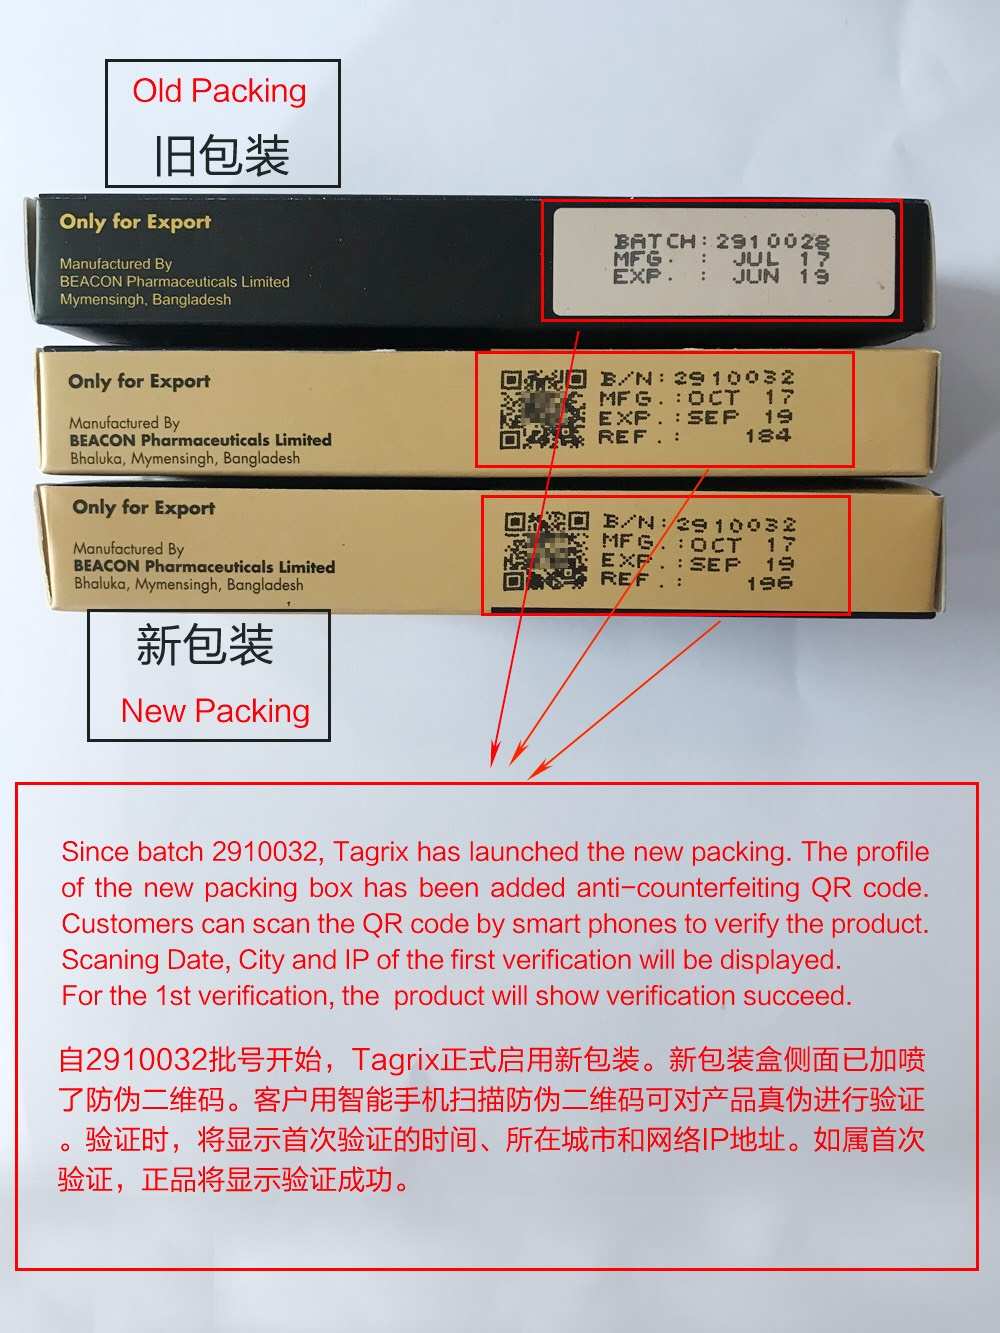 Old Packing
旧包装
Only for Export
Manufactured By
BEACON Pharmaceuticals Limited
Mymensingh, Bangladesh
BATCH: 2910028
MFG. : JUL 17
EXP. : JUN 19
Only for Export
Manufactured By
BEACON Pharmaceuticals Limited
Bhaluka, Mymensingh, Bangladesh
B/N: 2910032
MFG.: OCT 17
EXP.: SEP 19
REF.: 184
Only for Export
Manufactured By
BEACON Pharmaceuticals Limited
Bhaluka, Mymensingh, Bangladesh
B/N: 2910032
MFG.: OCT 17
EXP.: SEP 19
REF.: 196
新包装
New Packing
Since batch 2910032, Tagrix has launched the new packing. The profile
of the new packing box has been added anti-counterfeiting QR code.
Customers can scan the QR code by smart phones to verify the product.
Scaning Date, City and IP of the first verification will be displayed.
For the 1st verification, the product will show verification succeed.
自2910032批号开始，Tagrix正式启用新包装。新包装盒侧面已加喷
了防伪二维码。客户用智能手机扫描防伪二维码可对产品真伪进行验证
。验证时，将显示首次验证的时间、所在城市和网络IP地址。如属首次
验证，正品将显示验证成功。